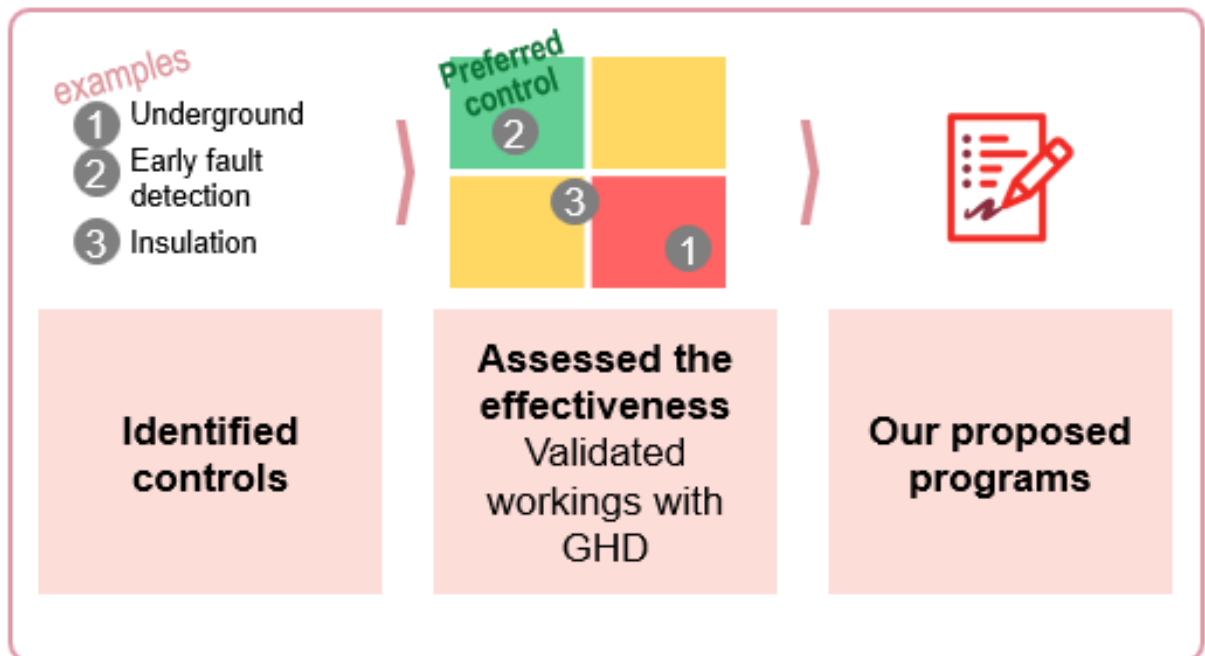 examples
1 Underground
2 Early fault
detection
3 Insulation
Preferred
control
2
3
1
Identified
controls
Assessed the
effectiveness
Validated
workings with
GHD
Our proposed
programs